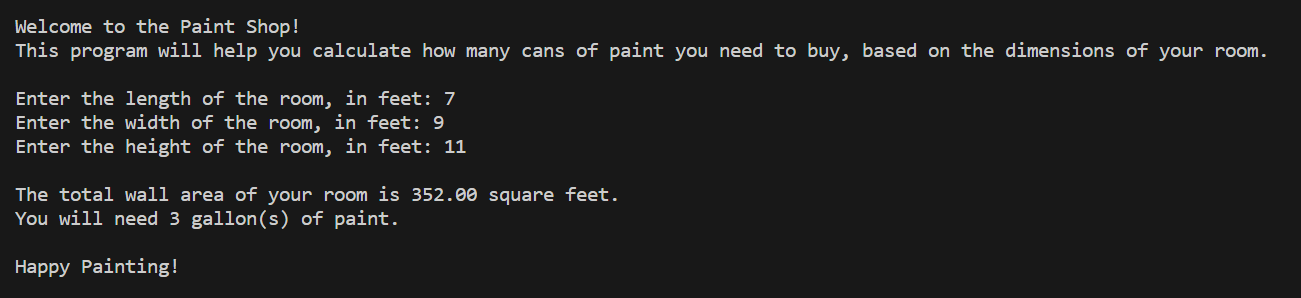 Welcome to the Paint Shop!
This program will help you calculate how many cans of paint you need to buy, based on the dimensions of your room.
Enter the length of the room, in feet: 7
Enter the width of the room, in feet: 9
Enter the height of the room, in feet: 11
The total wall area of your room is 352.00 square feet.
You will need 3 gallon(s) of paint.
Happy Painting!